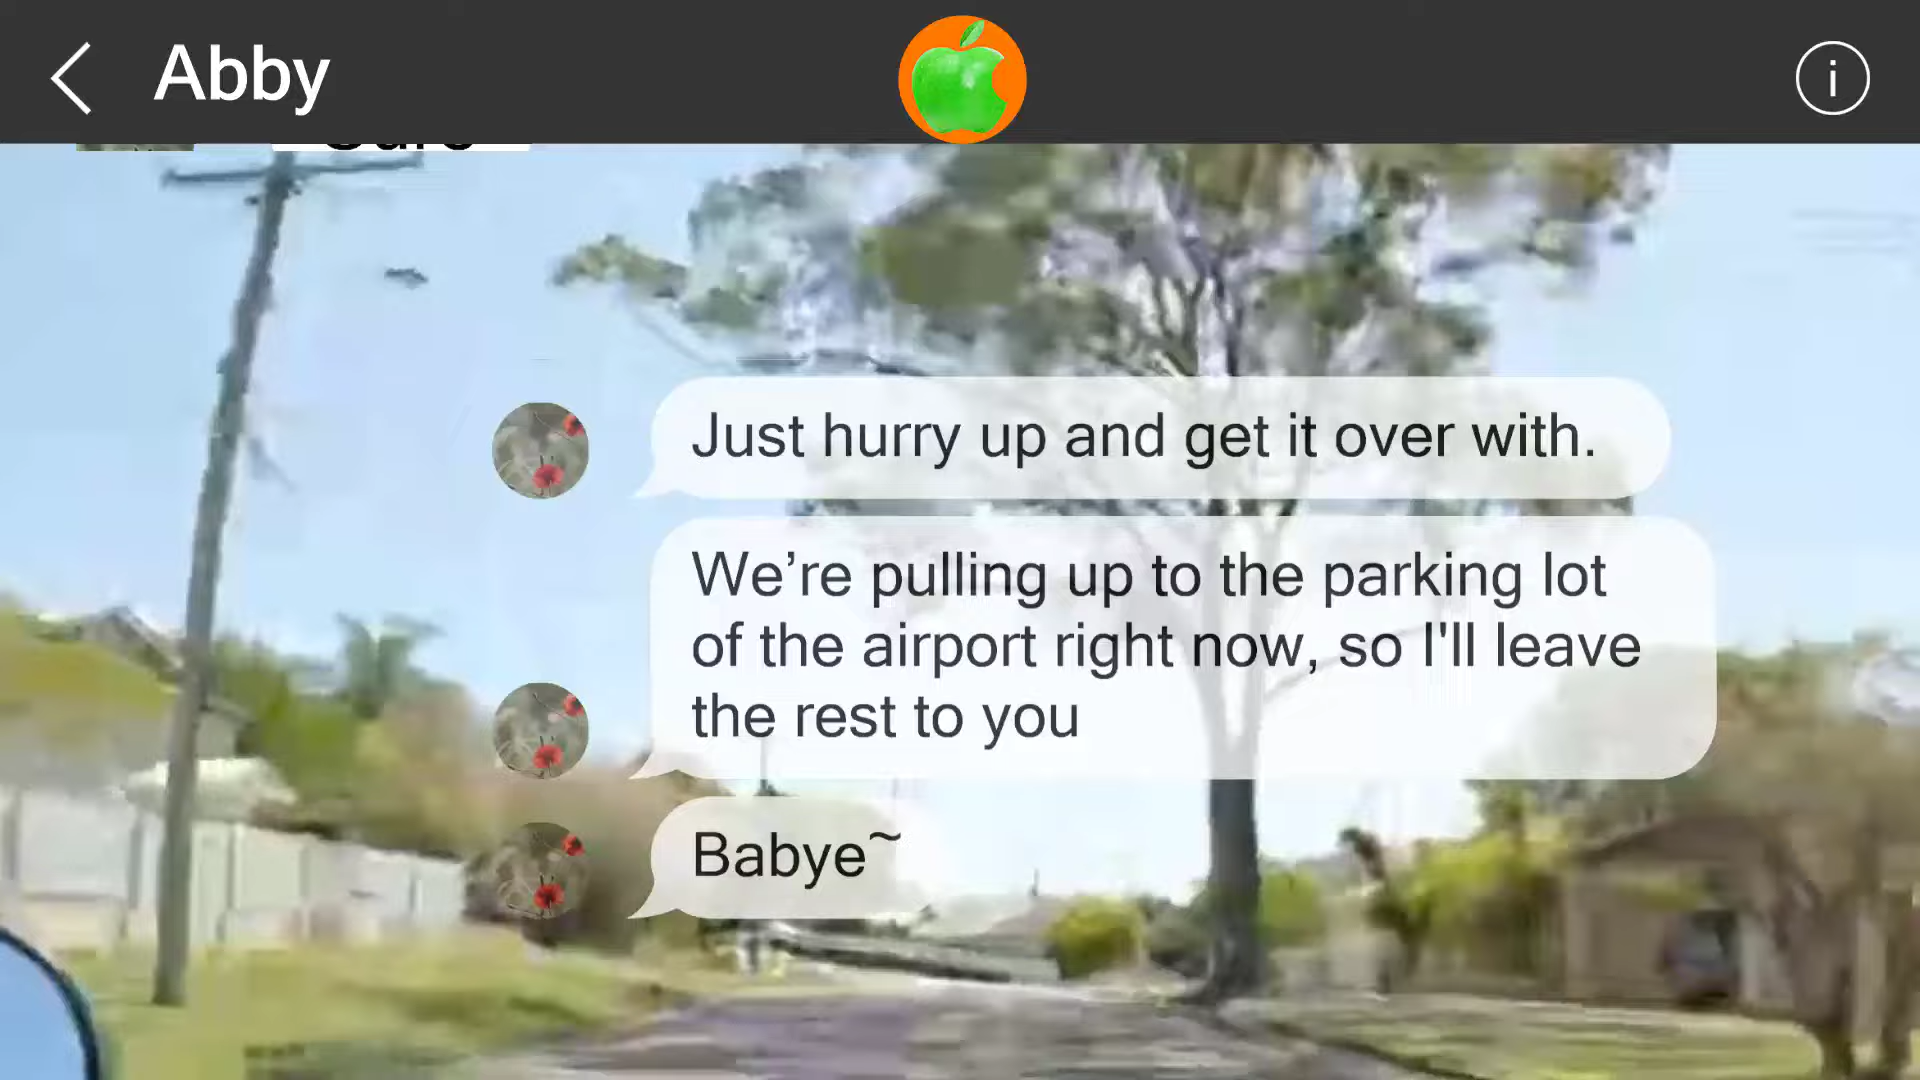 Abby
i
Just hurry up and get it over with.
We’re pulling up to the parking lot
of the airport right now, so I'll leave
the rest to you
Babye~